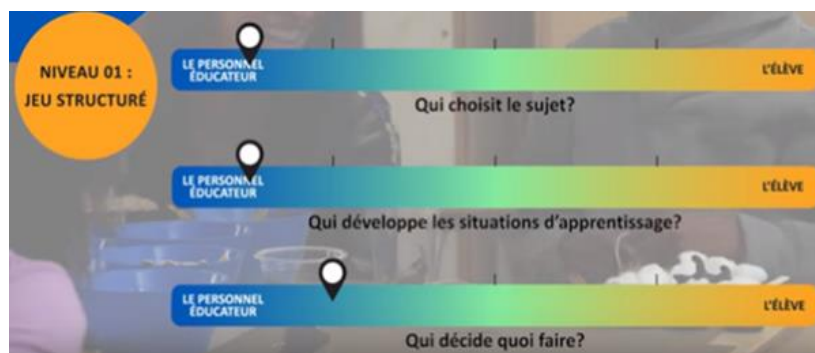 NIVEAU 01 :
JEU STRUCTURÉ
LE PERSONNEL
ÉDUCATEUR
L'ÉLÈVE
Qui choisit le sujet?
LE PERSONNEL
ÉDUCATEUR
L'ÉLÈVE
Qui développe les situations d'apprentissage?
LE PERSONNEL
ÉDUCATEUR
L'ÉLÈVE
Qui décide quoi faire?